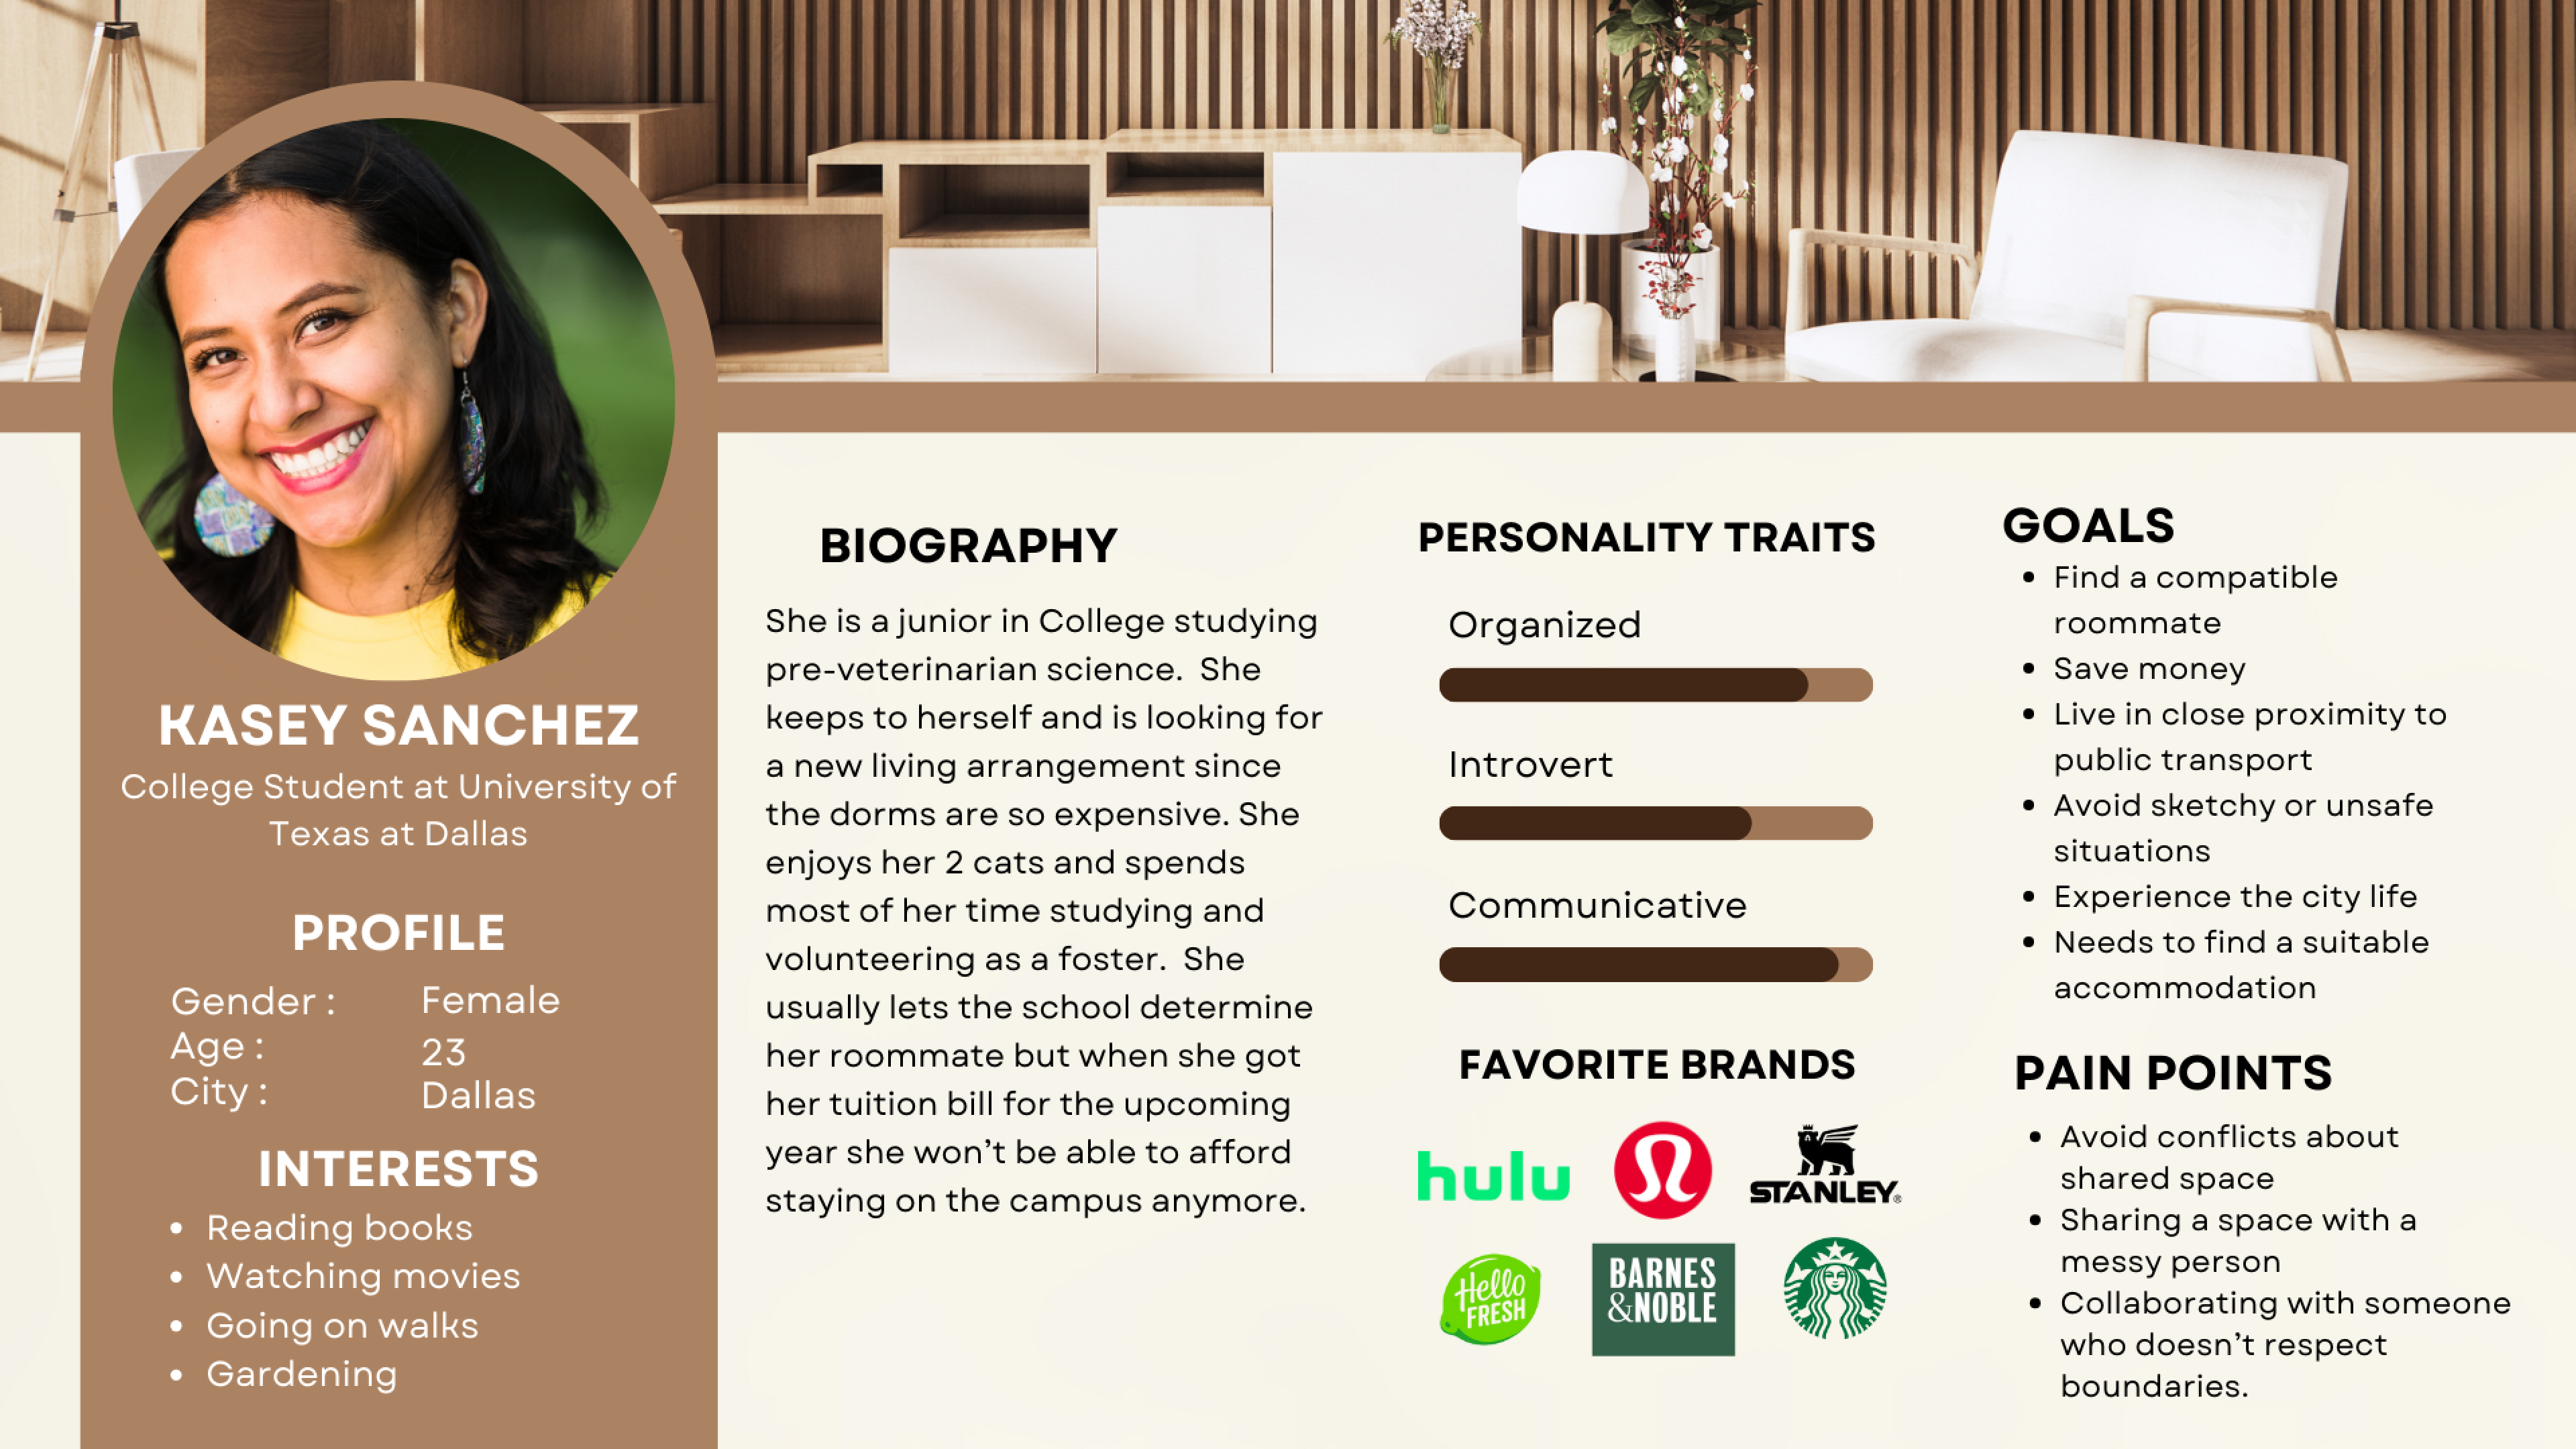 KASEY SANCHEZ
College Student at University of
Texas at Dallas
PROFILE
Gender : Female
Age : 23
City : Dallas
INTERESTS
• Reading books
• Watching movies
• Going on walks
• Gardening
BIOGRAPHY
She is a junior in College studying
pre-veterinarian science.  She
keeps to herself and is looking for
a new living arrangement since
the dorms are so expensive. She
enjoys her 2 cats and spends
most of her time studying and
volunteering as a foster.  She
usually lets the school determine
her roommate but when she got
her tuition bill for the upcoming
year she won’t be able to afford
staying on the campus anymore.
PERSONALITY TRAITS
Organized
Introvert
Communicative
FAVORITE BRANDS
hulu
STANLEY®
Hello
FRESH
BARNES
&NOBLE
GOALS
• Find a compatible
roommate
• Save money
• Live in close proximity to
public transport
• Avoid sketchy or unsafe
situations
• Experience the city life
• Needs to find a suitable
accommodation
PAIN POINTS
• Avoid conflicts about
shared space
• Sharing a space with a
messy person
• Collaborating with someone
who doesn’t respect
boundaries.